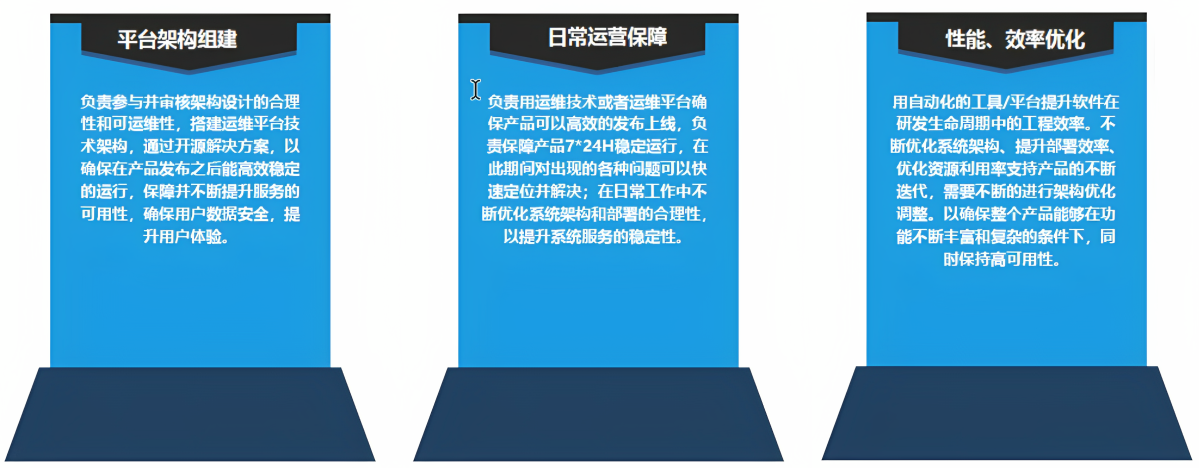 平台架构组建
负责参与并审核架构设计的合理
性和可运维性，搭建运维平台技
术架构，通过开源解决方案，以
确保在产品发布之后能高效稳定
的运行，保障并不断提升服务的
可用性，确保用户数据安全，提
升用户体验。
日常运营保障
负责用运维技术或者运维平台确
保产品可以高效的发布上线，负
责保障产品7*24H稳定运行，在
此期间对出现的各种问题可以快
速定位并解决；在日常工作中不
断优化系统架构和部署的合理性，
以提升系统服务的稳定性。
性能、效率优化
用自动化的工具/平台提升软件在
研发生命周期中的工程效率。不
断优化系统架构、提升部署效率、
优化资源利用率支持产品的不断
迭代，需要不断的进行架构优化
调整。以确保整个产品能够在功
能不断丰富和复杂的条件下，同
时保持高可用性。